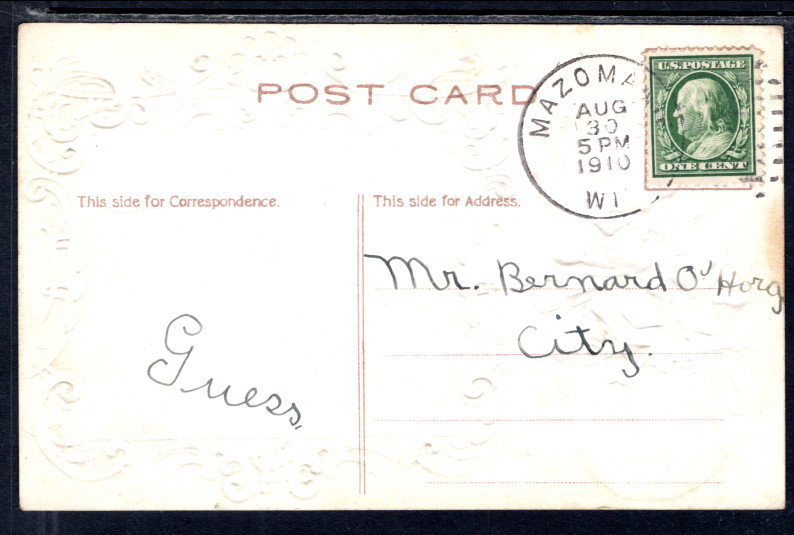 POST CARD
MAZOMA
AUG
30
5 PM
1910
WI
U.S. POSTAGE
ONE CENT
This side for Correspondence.
This side for Address.
Mr. Bernard O'Horg
City.
Guess.